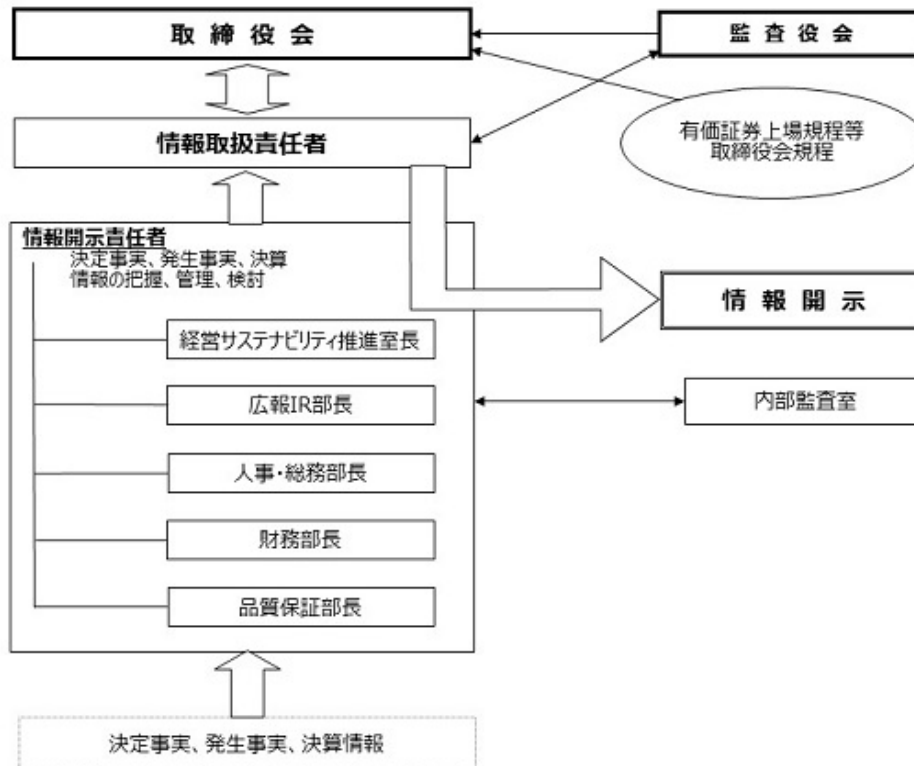 取締役会
監査役会
有価証券上場規程等
取締役会規程
情報取扱責任者
情報開示責任者
決定事実、発生事実、決算
情報の把握、管理、検討
情報開示
経営サステナビリティ推進室長
広報IR部長
内部監査室
人事・総務部長
財務部長
品質保証部長
決定事実、発生事実、決算情報